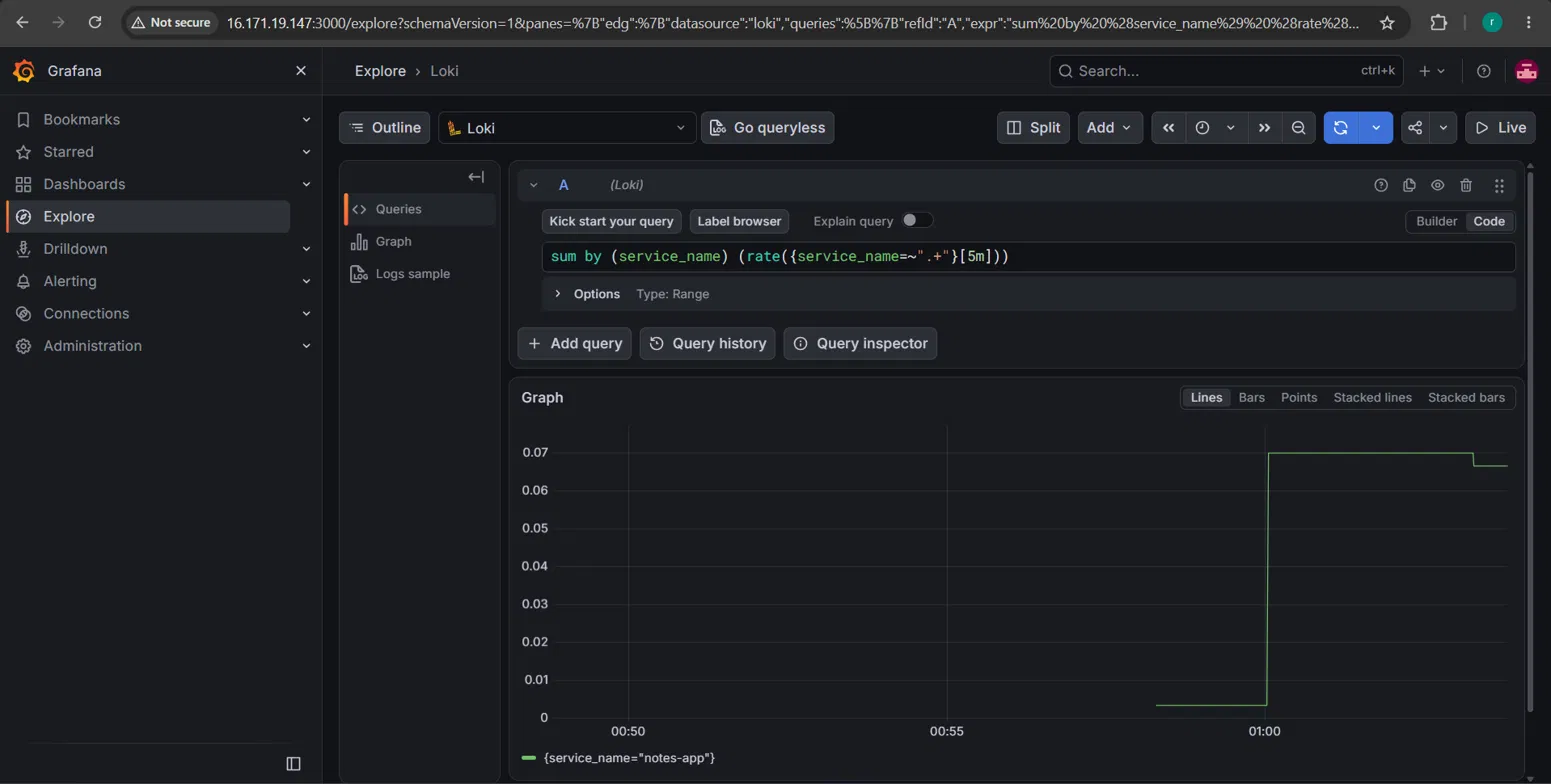 Not secure
16.171.19.147:3000/explore?schemaVersion=1&panes=%7B"edg":%7B"datasource":"loki","queries":%5B%7B"refId":"A","expr":"sum%20by%20%28service_name%29%20%28rate%28...
r
Grafana
Explore › Loki
Search...
ctrl+k
Bookmarks
Starred
Dashboards
Explore
Drilldown
Alerting
Connections
Administration
Outline
Loki
Go queryless
Split
Add
Live
Queries
Graph
Logs sample
A
(Loki)
Kick start your query
Label browser
Explain query
Builder
Code
sum by (service_name) (rate({service_name=~".+"}[5m]))
Options
Type: Range
+ Add query
Query history
Query inspector
Graph
Lines
Bars
Points
Stacked lines
Stacked bars
0.07
0.06
0.05
0.04
0.03
0.02
0.01
0
00:50
00:55
01:00
{service_name="notes-app"}